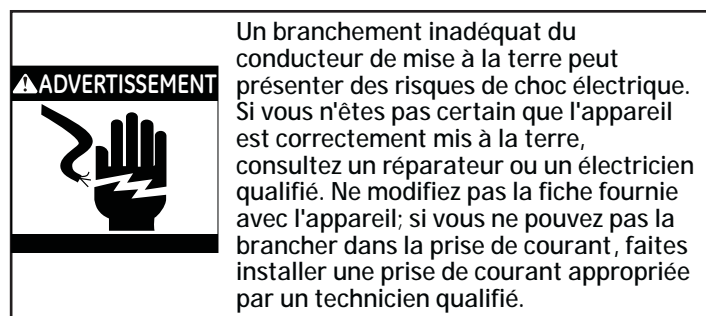 Un branchement inadéquat du
conducteur de mise à la terre peut
⚠ADVERTISSEMENT
présenter des risques de choc électrique.
Si vous n'êtes pas certain que l'appareil
est correctement mis à la terre,
consultez un réparateur ou un électricien
qualifié. Ne modifiez pas la fiche fournie
avec l'appareil; si vous ne pouvez pas la
brancher dans la prise de courant, faites
installer une prise de courant appropriée
par un technicien qualifié.